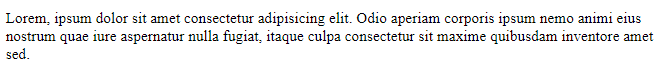 Lorem, ipsum dolor sit amet consectetur adipisicing elit. Odio aperiam corporis ipsum nemo animi eius
nostrum quae iure aspernatur nulla fugiat, itaque culpa consectetur sit maxime quibusdam inventore amet
sed.